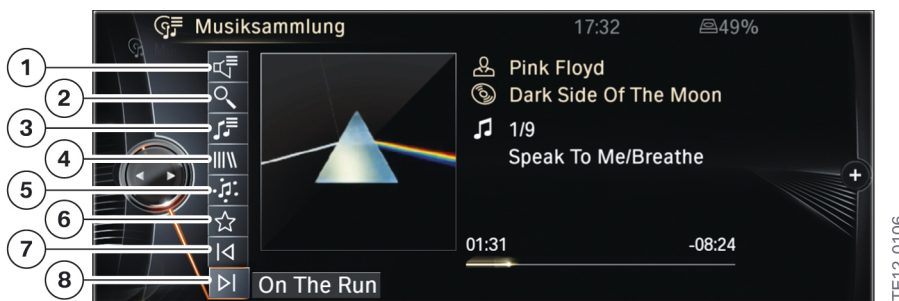 Musiksammlung 17:32 49%
1
2
3
4
5
6
7
8
Pink Floyd
Dark Side Of The Moon
1/9
Speak To Me/Breathe
01:31 -08:24
On The Run
TE12-0106